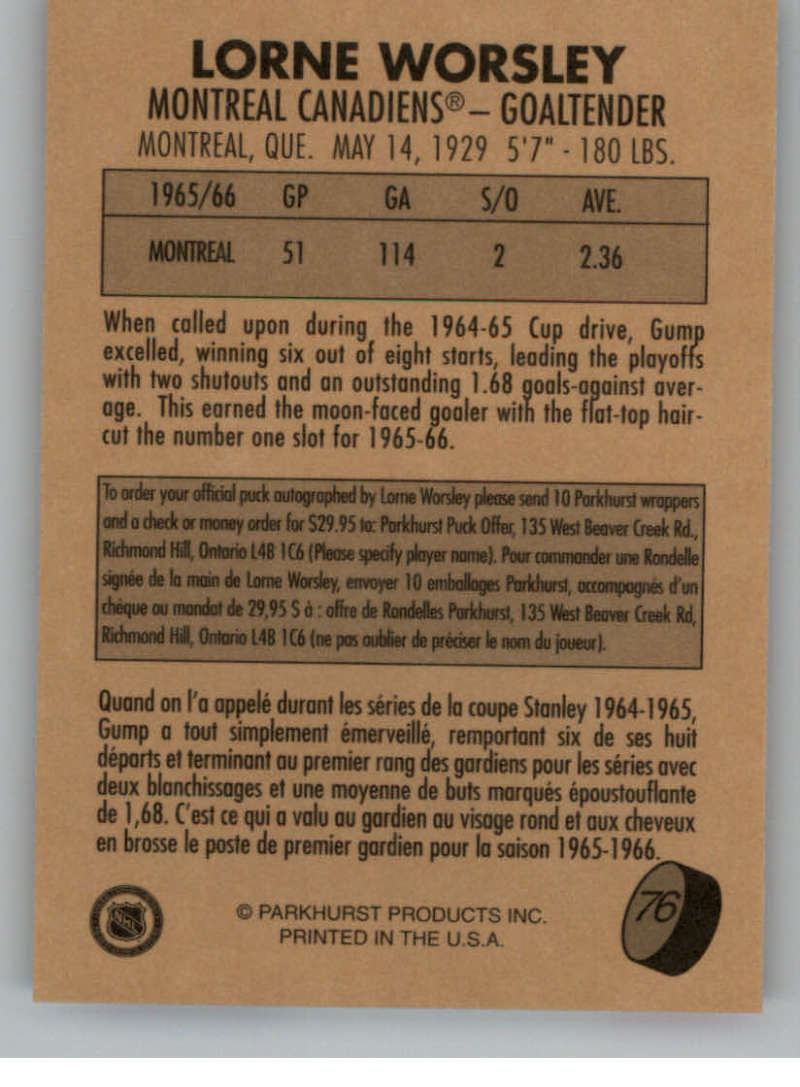 LORNE WORSLEY
MONTREAL CANADIENS® – GOALTENDER
MONTREAL, QUE. MAY 14, 1929 5'7" - 180 LBS.
1965/66 GP GA S/O AVE.
MONTREAL 51 114 2 2.36
When called upon during the 1964-65 Cup drive, Gump
excelled, winning six out of eight starts, leading the playoffs
with two shutouts and an outstanding 1.68 goals-against aver-
age. This earned the moon-faced goaler with the flat-top hair-
cut the number one slot for 1965-66.
To order your official puck autographed by Lorne Worsley please send 10 Parkhurst wrappers
and a check or money order for $29.95 to: Parkhurst Puck Offer, 135 West Beaver Creek Rd.,
Richmond Hill, Ontario L4B 1C6 (Please specify player name). Pour commander une Rondelle
signée de la main de Lorne Worsley, envoyer 10 emballages Parkhurst, accompagnés d'un
chèque ou mandat de 29,95 $ à : offre de Rondelles Parkhurst, 135 West Beaver Creek Rd,
Richmond Hill, Ontario L4B 1C6 (ne pas oublier de préciser le nom du joueur).
Quand on l'a appelé durant les séries de la coupe Stanley 1964-1965,
Gump a tout simplement émerveillé, remportant six de ses huit
départs et terminant au premier rang des gardiens pour les séries avec
deux blanchissages et une moyenne de buts marqués époustouflante
de 1,68. C'est ce qui a valu au gardien au visage rond et aux cheveux
en brosse le poste de premier gardien pour la saison 1965-1966.
NHL
© PARKHURST PRODUCTS INC.
PRINTED IN THE U.S.A.
76